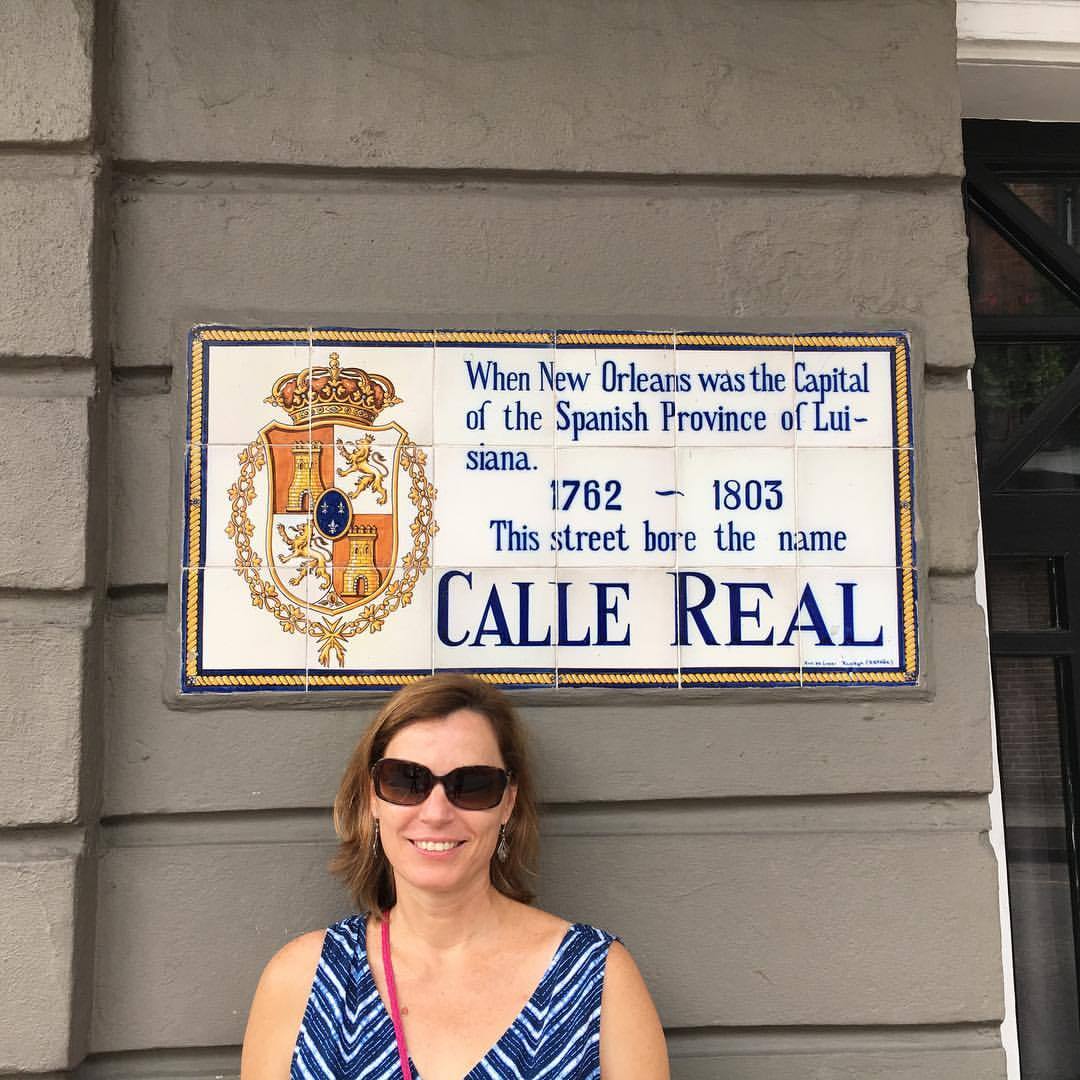 When New Orleans was the Capital
of the Spanish Province of Lui-
siana.
1762 ~ 1803
This street bore the name
CALLE REAL